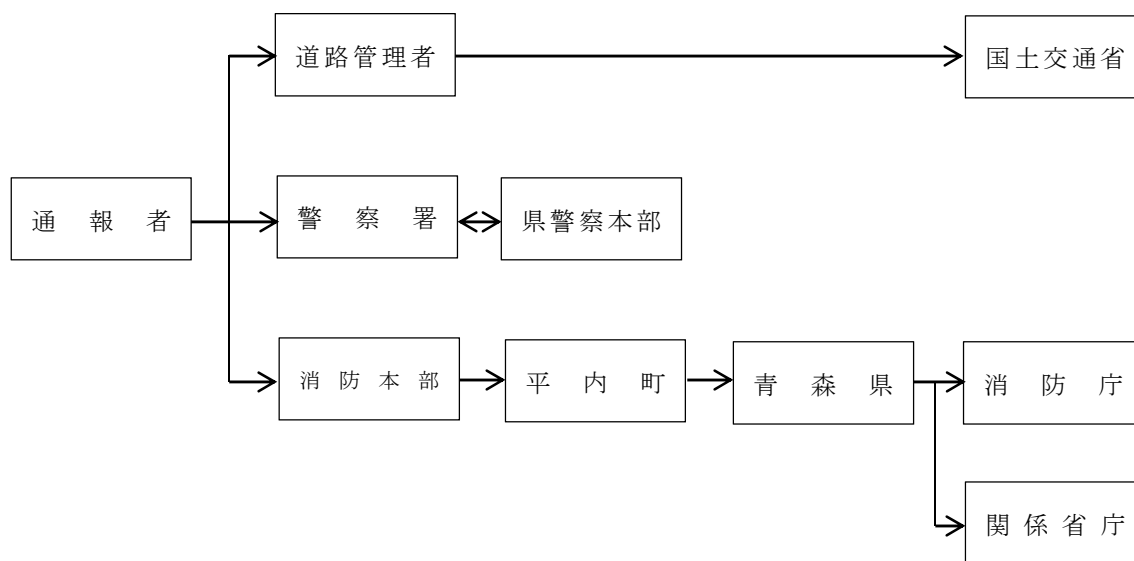 道路管理者
国土交通省
通報者
警察署
県警察本部
消防本部
平内町
青森県
消防庁
関係省庁